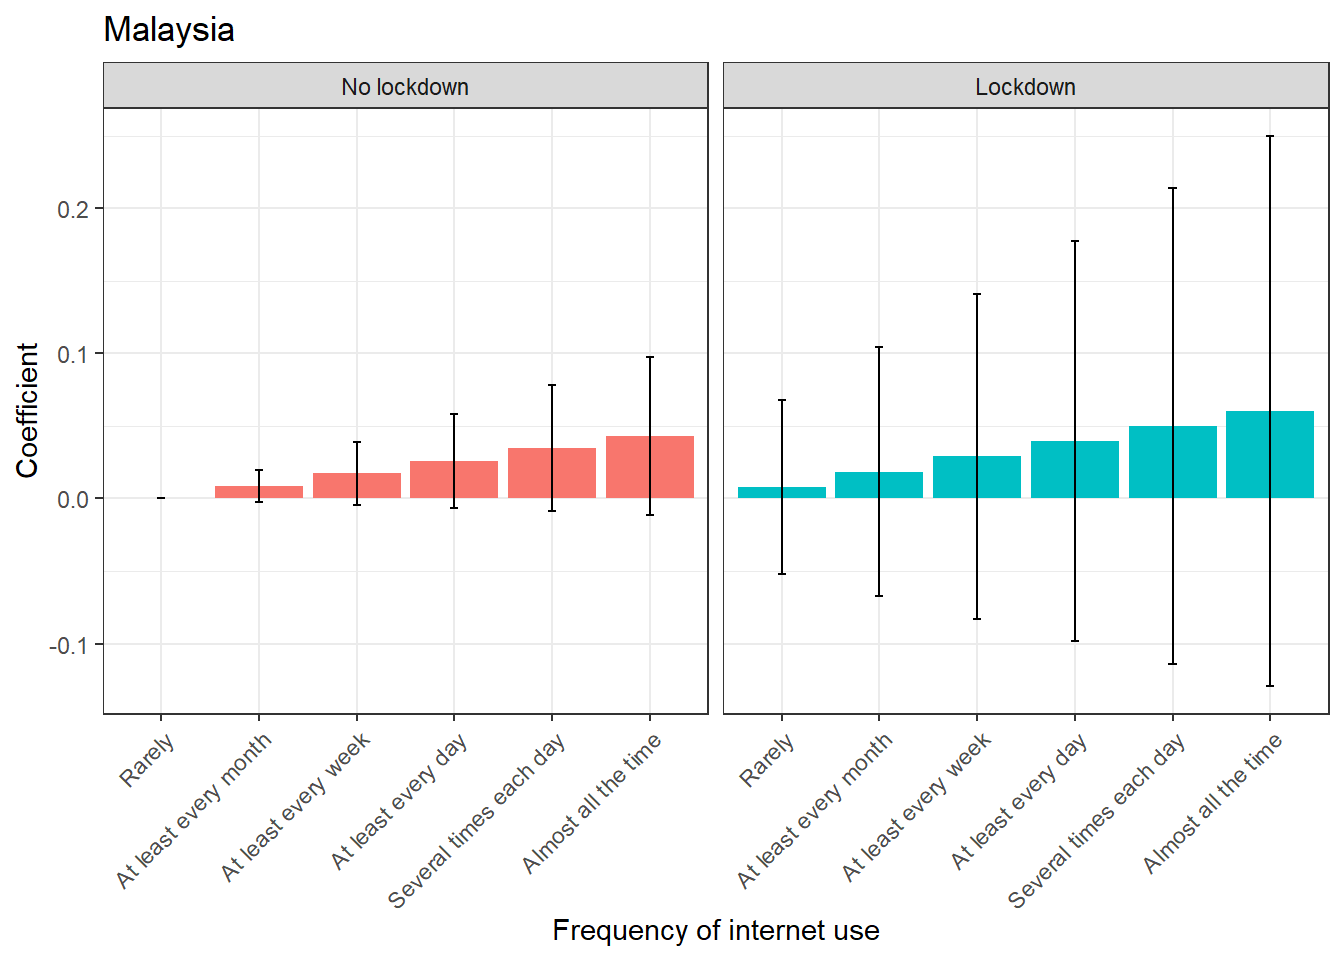 Malaysia
No lockdown
Lockdown
Coefficient
0.2
0.1
0.0
-0.1
Rarely
At least every month
At least every week
At least every day
Several times each day
Almost all the time
Rarely
At least every month
At least every week
At least every day
Several times each day
Almost all the time
Frequency of internet use